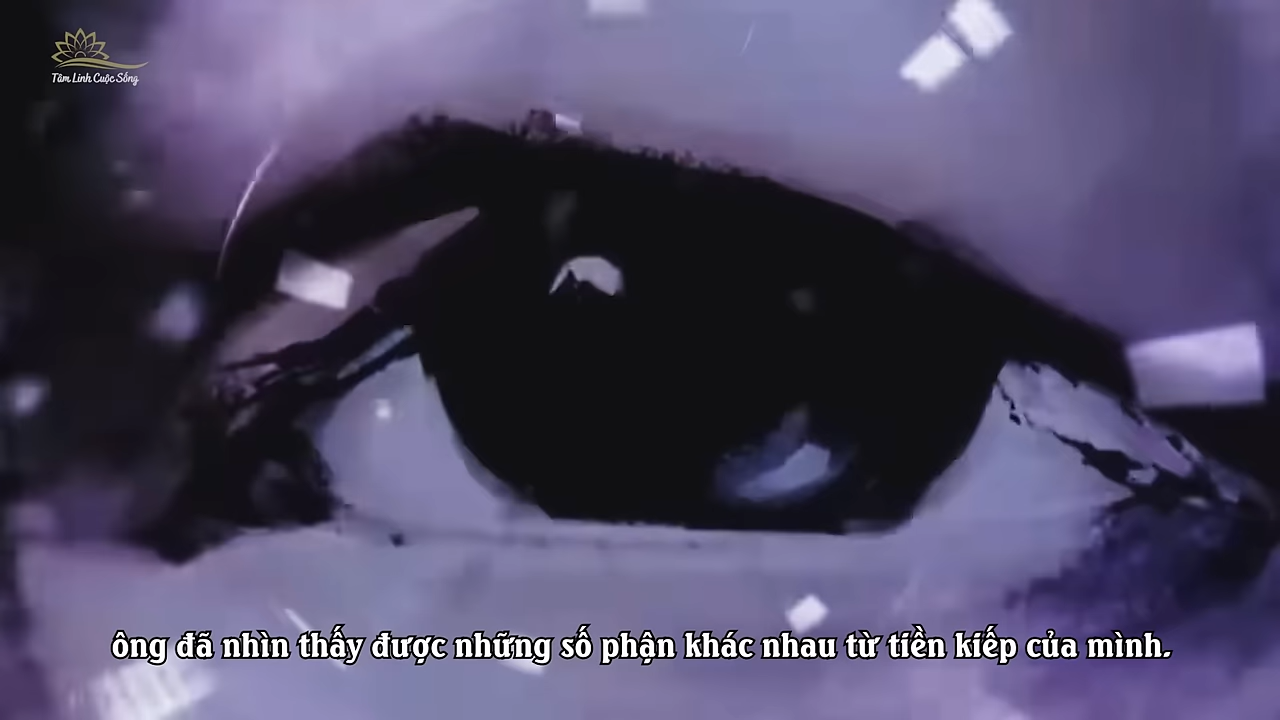 Tâm Linh Cuộc Sống
ông đã nhìn thấy được những số phận khác nhau từ tiền kiếp của mình.